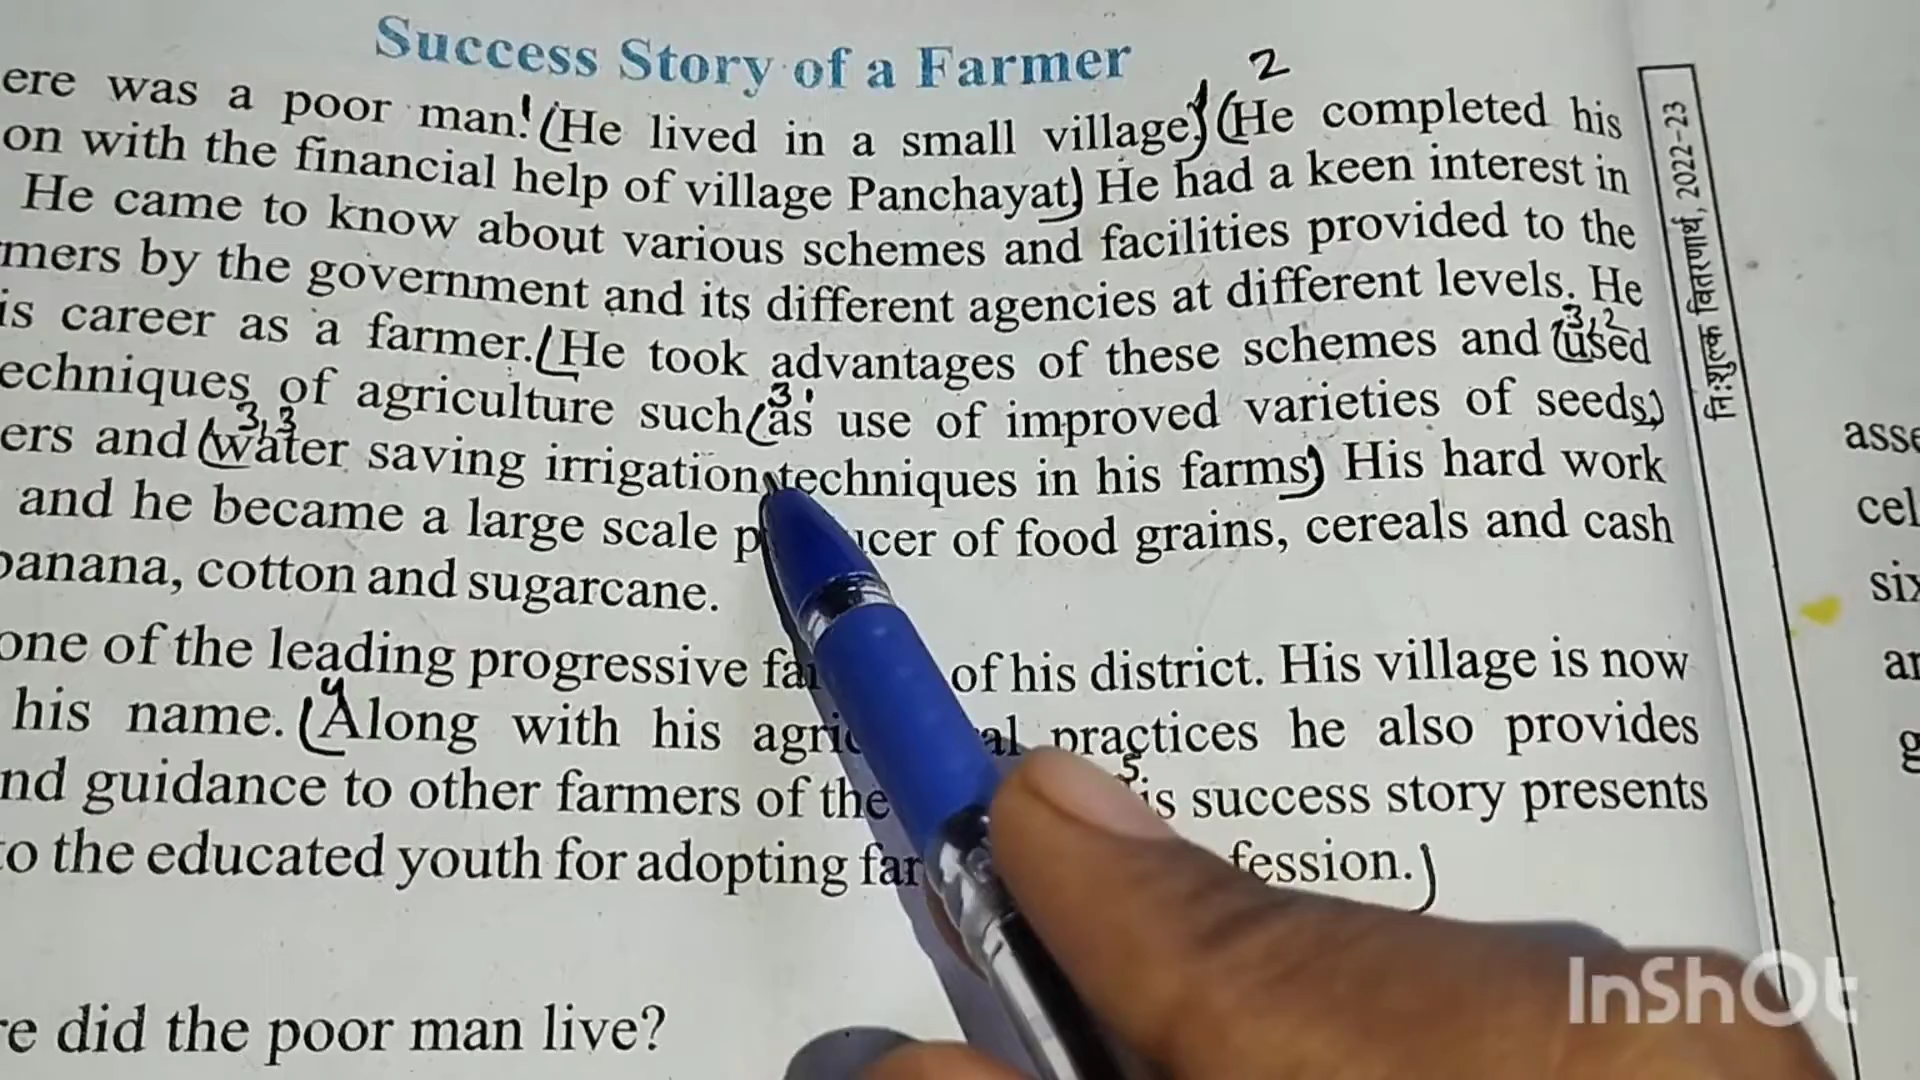 Success Story of a Farmer
2
ere was a poor man. (He lived in a small village.) (He completed his
on with the financial help of village Panchayat.) He had a keen interest in
He came to know about various schemes and facilities provided to the
mers by the government and its different agencies at different levels. He
is career as a farmer. (He took advantages of these schemes and (used
echniques of agriculture such (as use of improved varieties of seeds,)
ers and (water saving irrigation techniques in his farms) His hard work
and he became a large scale p ucer of food grains, cereals and cash
banana, cotton and sugarcane.
one of the leading progressive fa of his district. His village is now
his name. (Along with his agric al practices he also provides
nd guidance to other farmers of the is success story presents
to the educated youth for adopting far fession.)
re did the poor man live?
नि:शुल्क वितरणार्थ, 2022-23
asse
cel
six
ar
g
InShOt